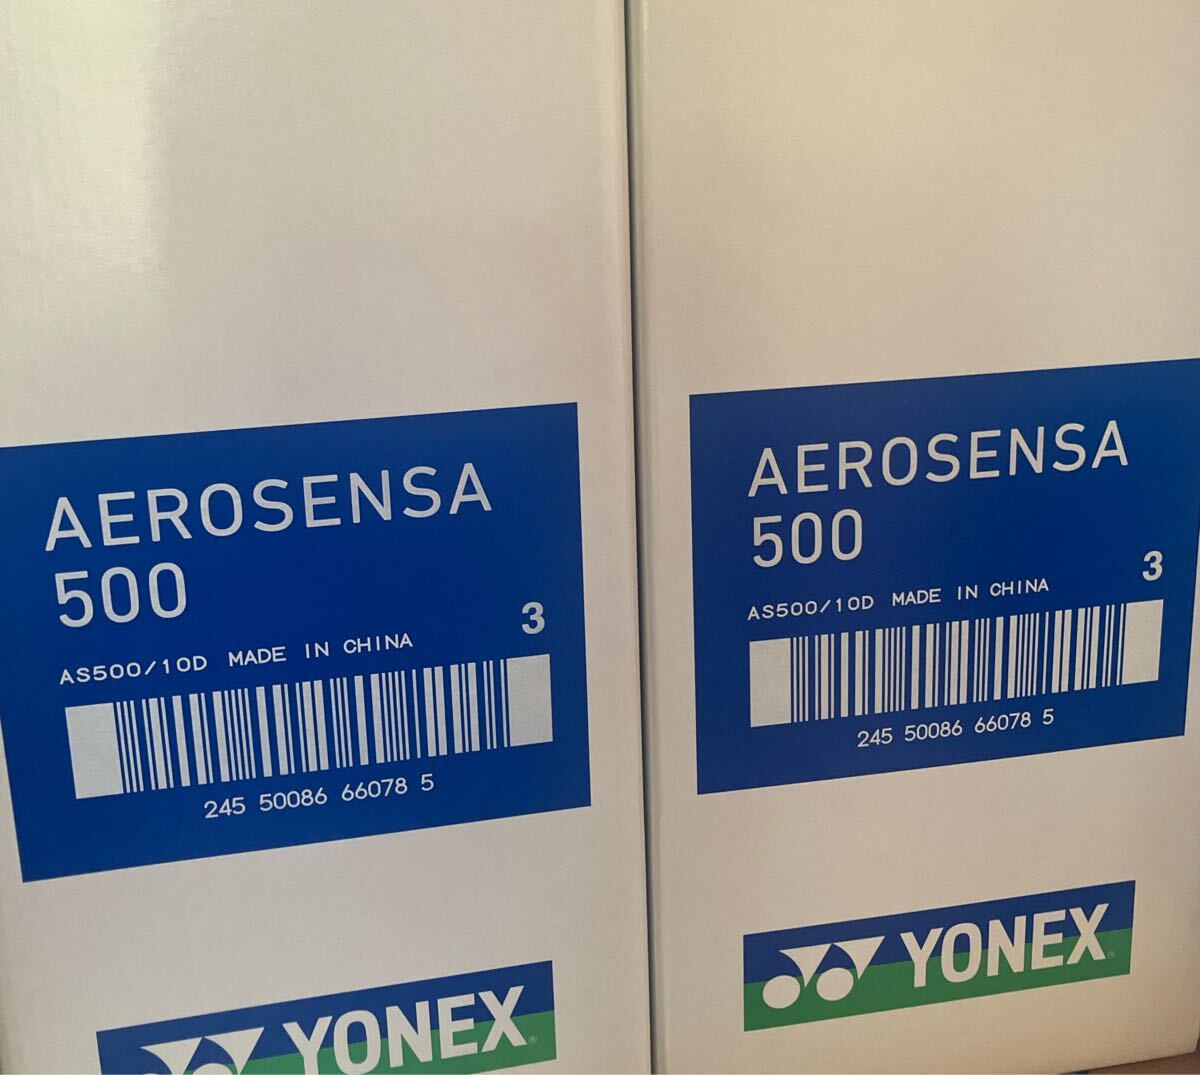 AEROSENSA
500
3
AS500/10D MADE IN CHINA
245 50086 66078 5
YONEX®
AEROSENSA
500
3
AS500/10D MADE IN CHINA
245 50086 66078 5
YONEX®